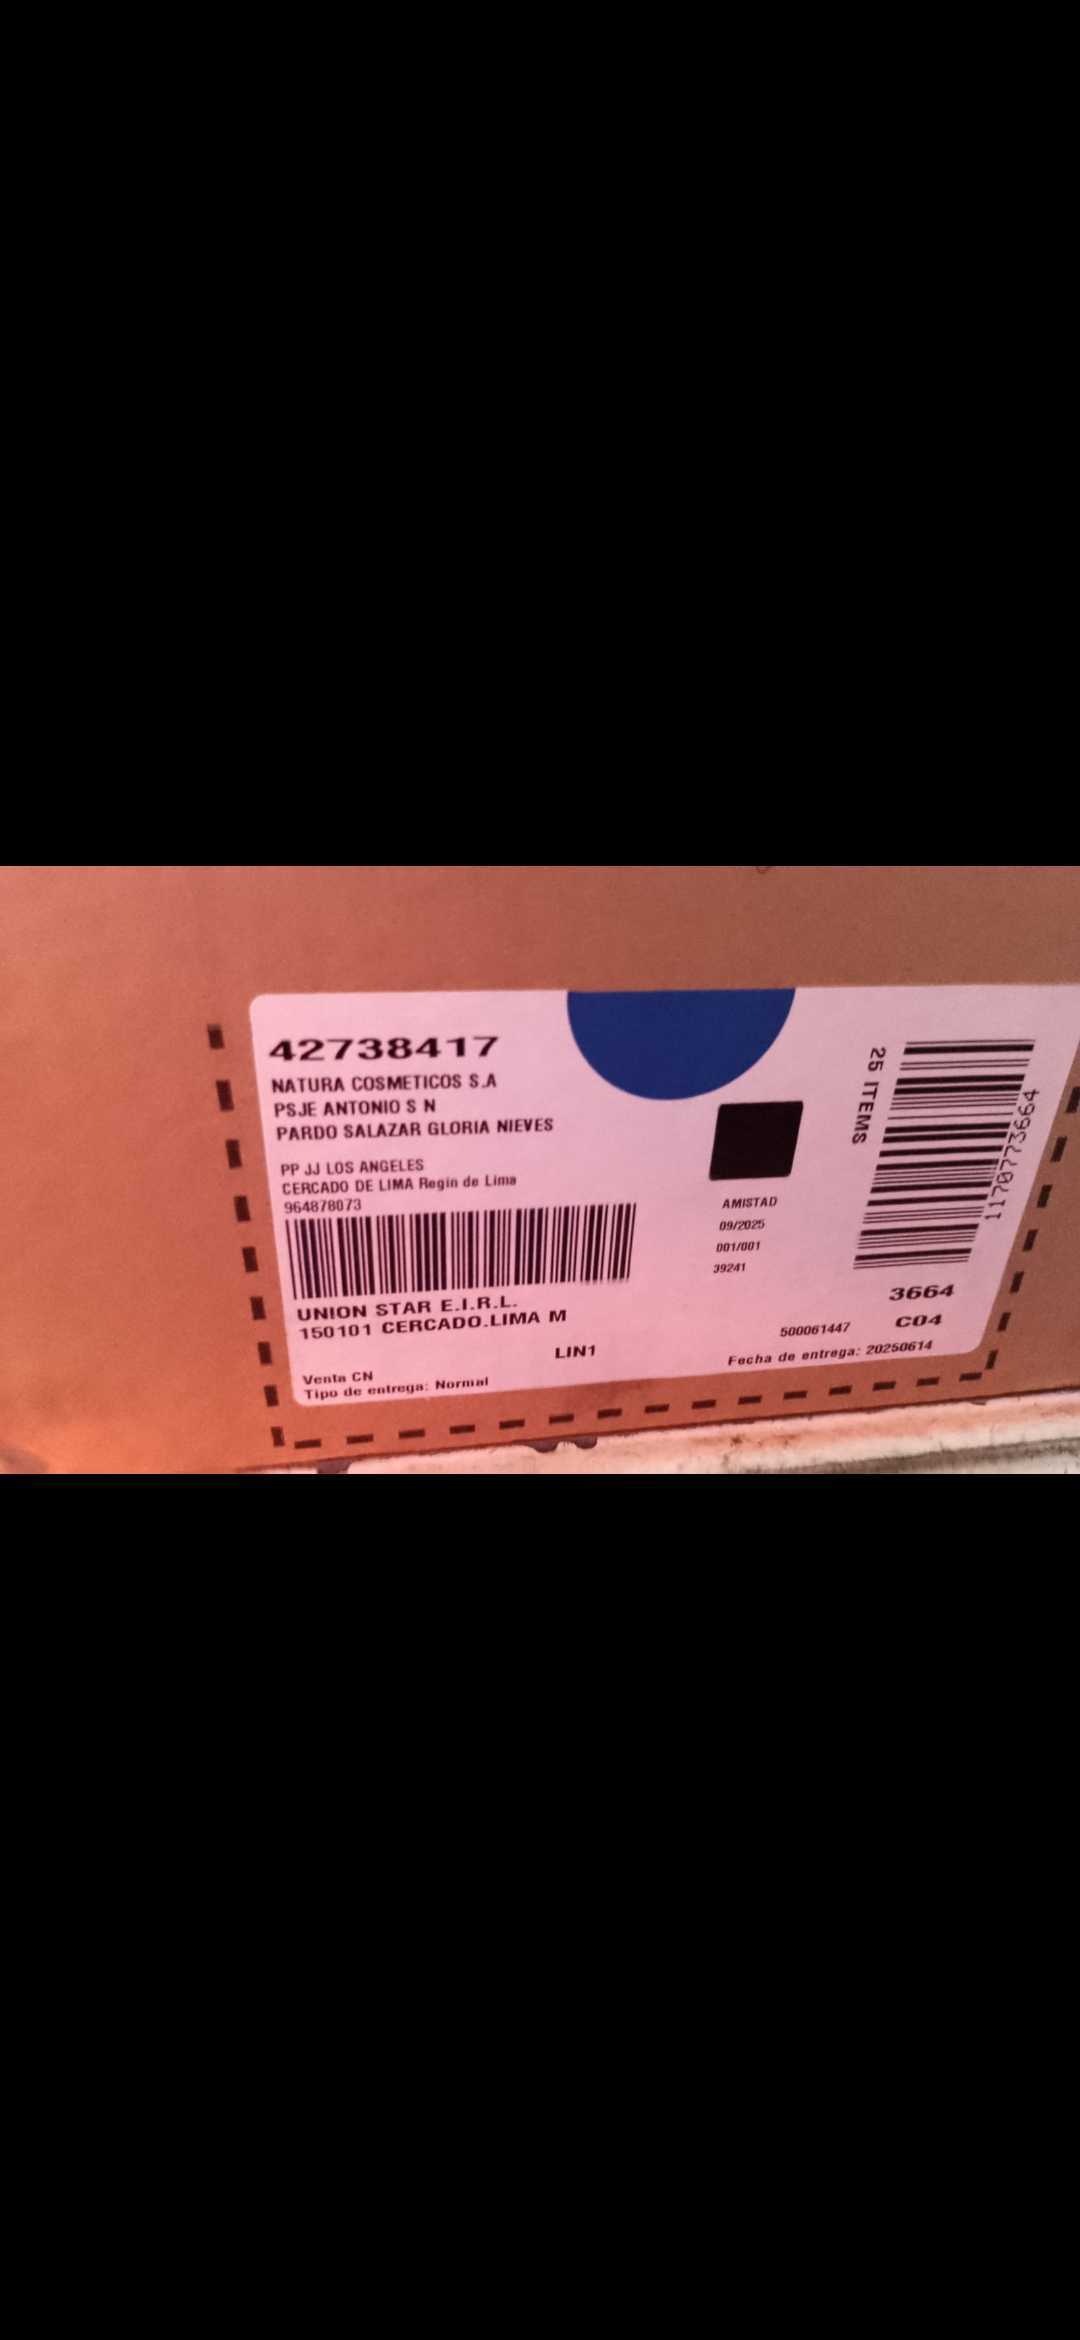 42738417
NATURA COSMETICOS S.A
PSJE ANTONIO S N
PARDO SALAZAR GLORIA NIEVES
PP JJ LOS ANGELES
CERCADO DE LIMA Regin de Lima
964878073
UNION STAR E.I.R.L.
150101 CERCADO.LIMA M
LIN1
Venta CN
Tipo de entrega: Normal
AMISTAD
09/2025
001/001
39241
25 ITEMS
1170773664
3664
C04
500061447
Fecha de entrega: 20250614